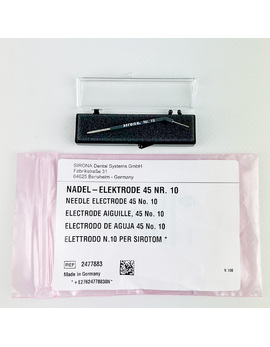 SIRONA No. 10
SIRONA Dental Systems GmbH
Fabrikstraße 31
64625 Bensheim - Germany
NADEL-ELEKTRODE 45 NR. 10
NEEDLE ELECTRODE 45 No. 10
ELECTRODE AIGUILLE, 45 No. 10
ELECTRODO DE AGUJA 45 No. 10
ELETTRODO N.10 PER SIROTOM *
REF 2477883
Made in Germany